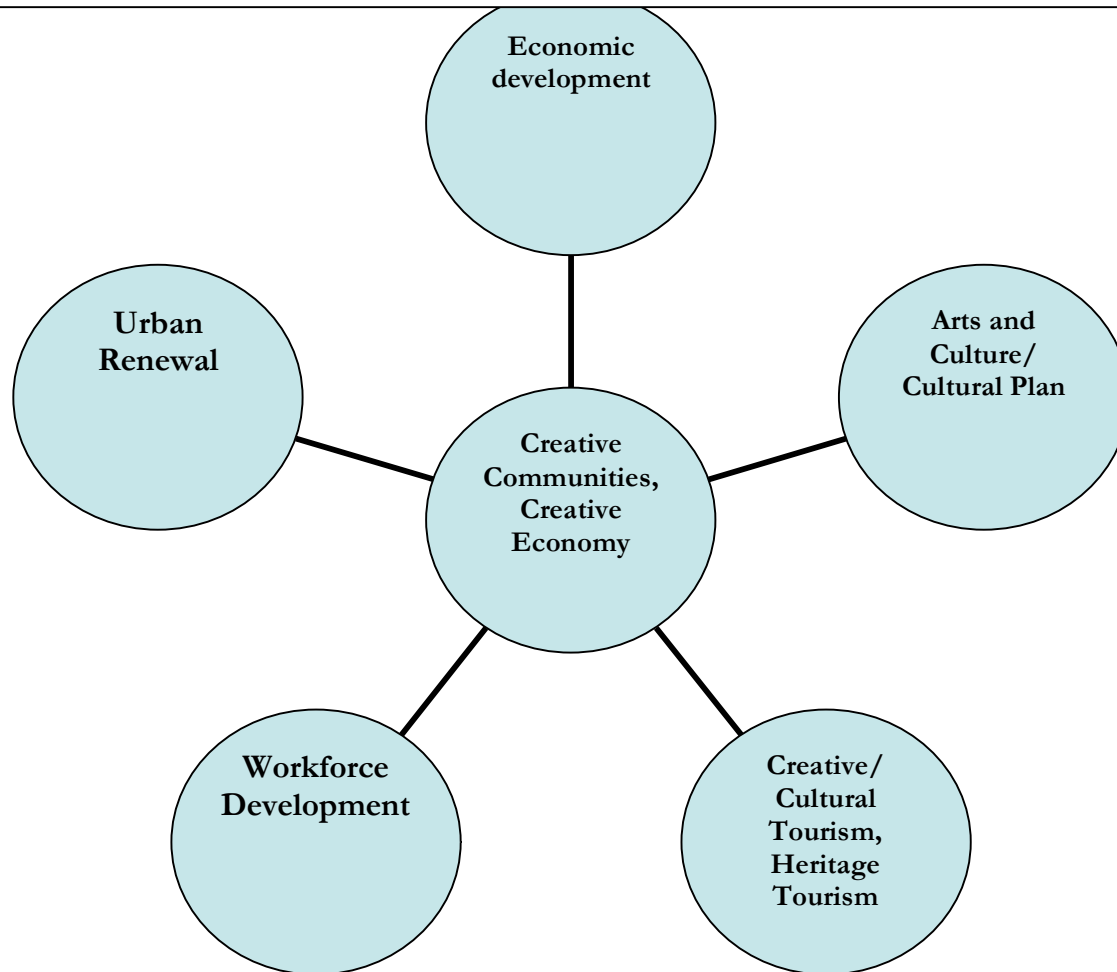 Economic
development
Urban
Renewal
Arts and
Culture/
Cultural Plan
Creative
Communities,
Creative
Economy
Workforce
Development
Creative/
Cultural
Tourism,
Heritage
Tourism